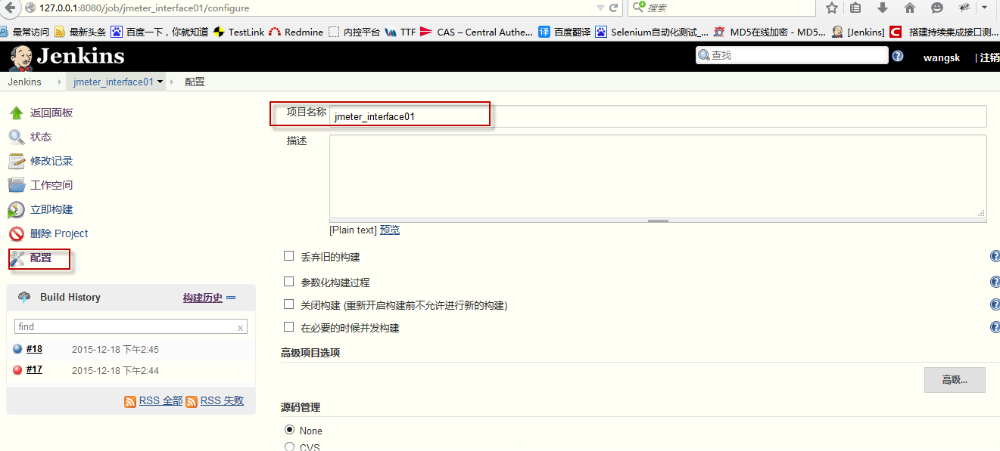 127.0.0.1:8080/job/jmeter_interface01/configure
搜索
最常访问 最新头条 百度一下，你就知道 TestLink Redmine 内控平台 TTF CAS – Central Authe... 百度翻译 Selenium自动化测试_... MD5在线加密 - MD5... [Jenkins] 搭建持续集成接口测...
Jenkins
查找
wangsk | 注销
Jenkins jmeter_interface01 配置
返回面板
状态
修改记录
工作空间
立即构建
删除 Project
配置
Build History 构建历史
find x
#18 2015-12-18 下午2:45
#17 2015-12-18 下午2:44
RSS 全部 RSS 失败
项目名称 jmeter_interface01
描述
[Plain text] 预览
丢弃旧的构建
参数化构建过程
关闭构建 (重新开启构建前不允许进行新的构建)
在必要的时候并发构建
高级项目选项
高级...
源码管理
None
CVS